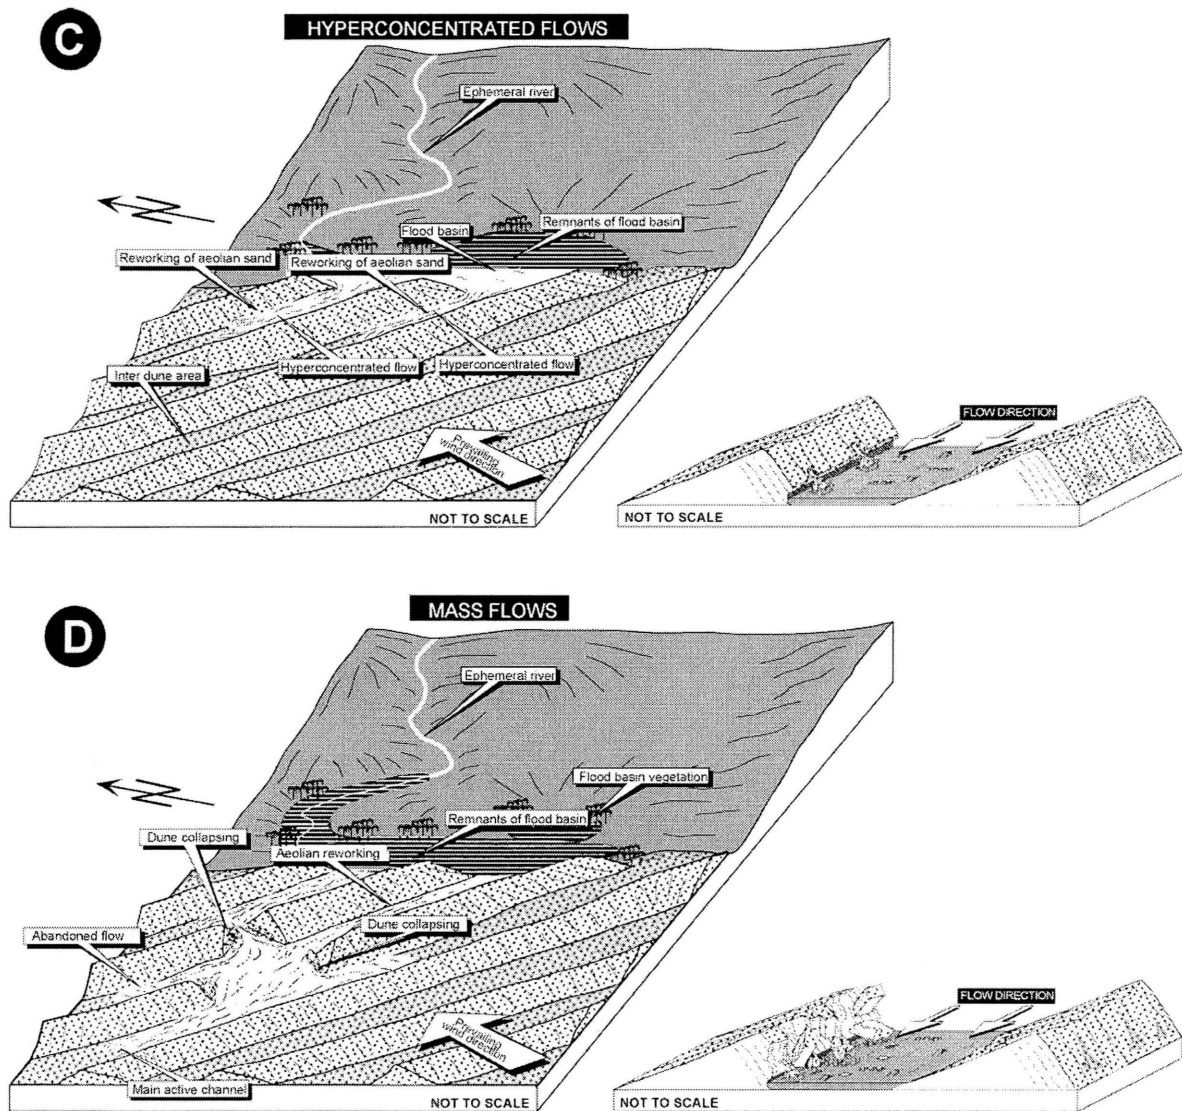 C
HYPERCONCENTRATED FLOWS
Ephemeral river
Remnants of flood basin
Flood basin
Reworking of aeolian sand
Reworking of aeolian sand
Hyperconcentrated flow
Hyperconcentrated flow
Inter dune area
Prevailing
wind direction
NOT TO SCALE
FLOW DIRECTION
NOT TO SCALE
D
MASS FLOWS
Ephemeral river
Flood basin vegetation
Remnants of flood basin
Dune collapsing
Aeolian reworking
Dune collapsing
Abandoned flow
Prevailing
wind direction
Main active channel
NOT TO SCALE
FLOW DIRECTION
NOT TO SCALE